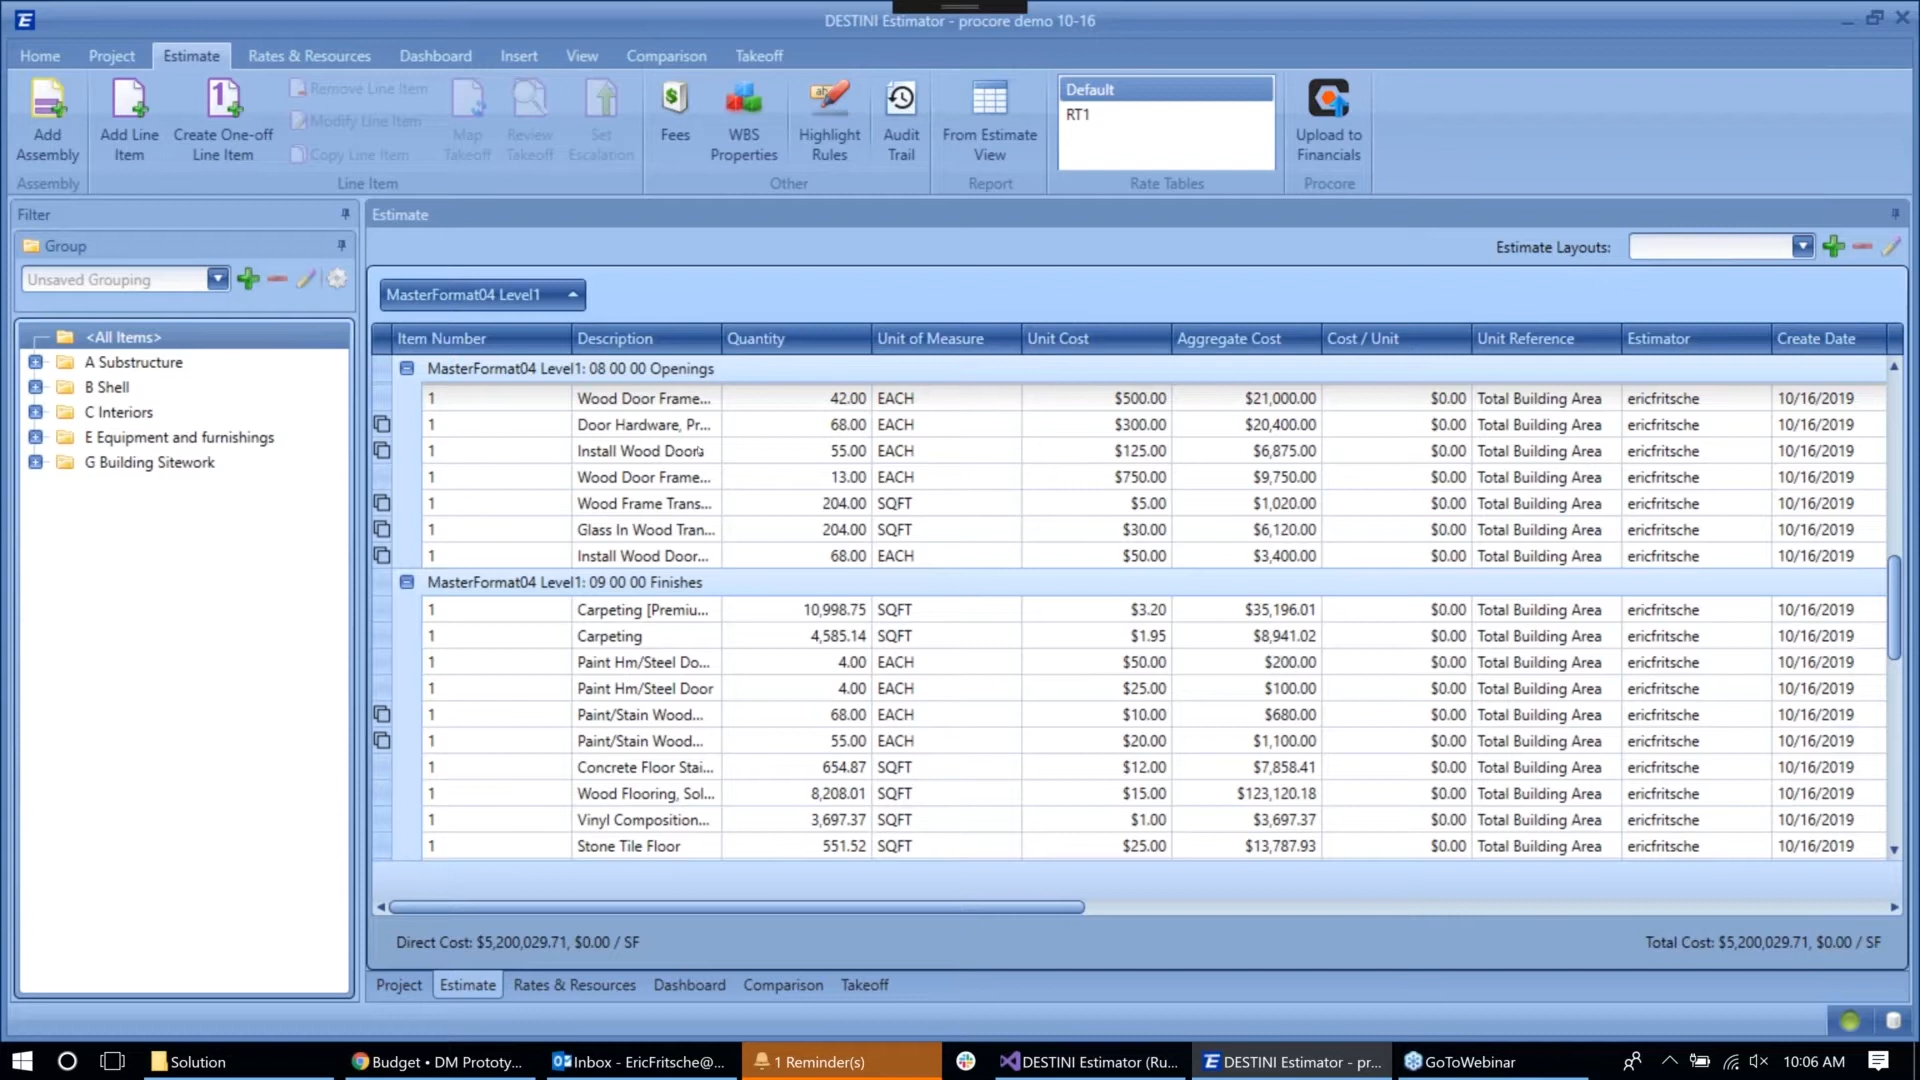 DESTINI Estimator - procore demo 10-16
Home Project Estimate Rates & Resources Dashboard Insert View Comparison Takeoff
Add Assembly
Add Line Item
Create One-off Line Item
Remove Line Item
Modify Line Item
Copy Line Item
Map Takeoff
Review Takeoff
Set Escalation
Fees
WBS Properties
Highlight Rules
Audit Trail
From Estimate View
Default
RT1
Upload to Financials
Assembly Line Item Other Report Rate Tables Procore
Filter
Group
Unsaved Grouping
<All Items>
A Substructure
B Shell
C Interiors
E Equipment and furnishings
G Building Sitework
Estimate
Estimate Layouts:
MasterFormat04 Level1
Item Number Description Quantity Unit of Measure Unit Cost Aggregate Cost Cost / Unit Unit Reference Estimator Create Date
MasterFormat04 Level1: 08 00 00 Openings
1 Wood Door Frame... 42.00 EACH $500.00 $21,000.00 $0.00 Total Building Area ericfritsche 10/16/2019
1 Door Hardware, Pr... 68.00 EACH $300.00 $20,400.00 $0.00 Total Building Area ericfritsche 10/16/2019
1 Install Wood Doors 55.00 EACH $125.00 $6,875.00 $0.00 Total Building Area ericfritsche 10/16/2019
1 Wood Door Frame... 13.00 EACH $750.00 $9,750.00 $0.00 Total Building Area ericfritsche 10/16/2019
1 Wood Frame Trans... 204.00 SQFT $5.00 $1,020.00 $0.00 Total Building Area ericfritsche 10/16/2019
1 Glass In Wood Tran... 204.00 SQFT $30.00 $6,120.00 $0.00 Total Building Area ericfritsche 10/16/2019
1 Install Wood Door... 68.00 EACH $50.00 $3,400.00 $0.00 Total Building Area ericfritsche 10/16/2019
MasterFormat04 Level1: 09 00 00 Finishes
1 Carpeting [Premiu... 10,998.75 SQFT $3.20 $35,196.01 $0.00 Total Building Area ericfritsche 10/16/2019
1 Carpeting 4,585.14 SQFT $1.95 $8,941.02 $0.00 Total Building Area ericfritsche 10/16/2019
1 Paint Hm/Steel Do... 4.00 EACH $50.00 $200.00 $0.00 Total Building Area ericfritsche 10/16/2019
1 Paint Hm/Steel Door 4.00 EACH $25.00 $100.00 $0.00 Total Building Area ericfritsche 10/16/2019
1 Paint/Stain Wood... 68.00 EACH $10.00 $680.00 $0.00 Total Building Area ericfritsche 10/16/2019
1 Paint/Stain Wood... 55.00 EACH $20.00 $1,100.00 $0.00 Total Building Area ericfritsche 10/16/2019
1 Concrete Floor Stai... 654.87 SQFT $12.00 $7,858.41 $0.00 Total Building Area ericfritsche 10/16/2019
1 Wood Flooring, Sol... 8,208.01 SQFT $15.00 $123,120.18 $0.00 Total Building Area ericfritsche 10/16/2019
1 Vinyl Composition... 3,697.37 SQFT $1.00 $3,697.37 $0.00 Total Building Area ericfritsche 10/16/2019
1 Stone Tile Floor 551.52 SQFT $25.00 $13,787.93 $0.00 Total Building Area ericfritsche 10/16/2019
Direct Cost: $5,200,029.71, $0.00 / SF Total Cost: $5,200,029.71, $0.00 / SF
Project Estimate Rates & Resources Dashboard Comparison Takeoff
Solution Budget • DM Prototy... Inbox - EricFritsche@... 1 Reminder(s) DESTINI Estimator (Ru... DESTINI Estimator - pr... GoToWebinar 10:06 AM